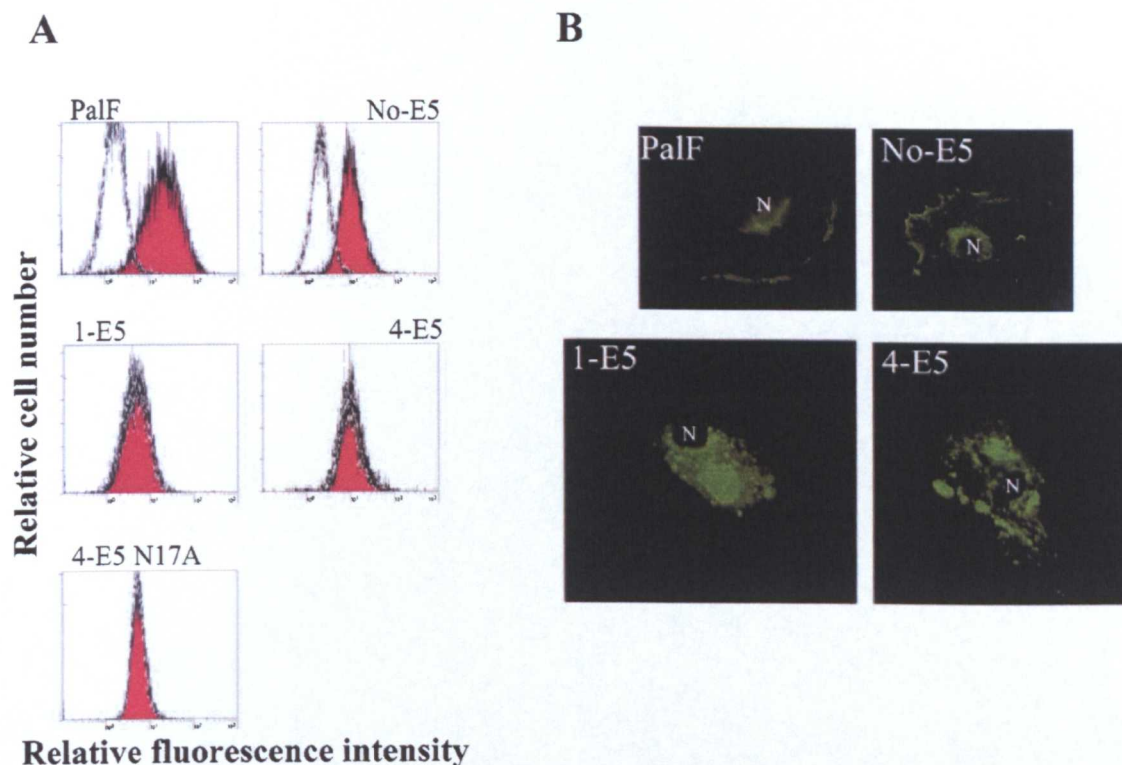 A
B
PalF
No-E5
1-E5
4-E5
4-E5 N17A
Relative cell number
Relative fluorescence intensity
PalF
N
No-E5
N
1-E5
N
4-E5
N